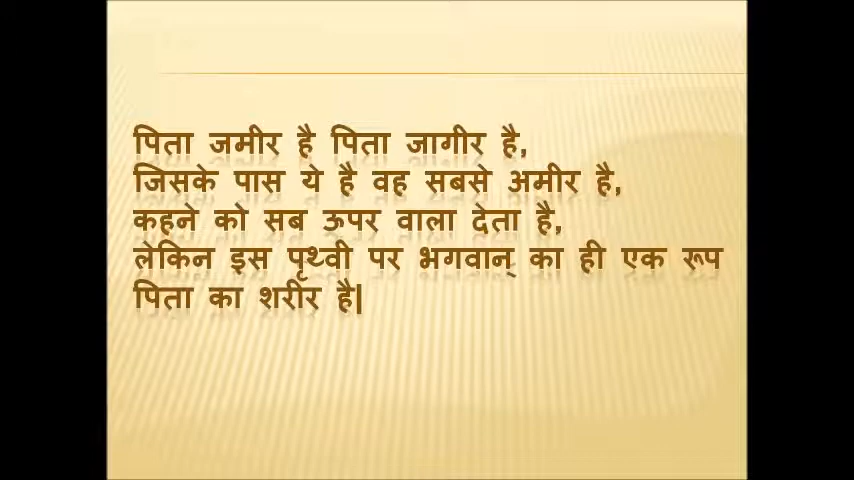 पिता जमीर है पिता जागीर है,
जिसके पास ये है वह सबसे अमीर है,
कहने को सब ऊपर वाला देता है,
लेकिन इस पृथ्वी पर भगवान् का ही एक रूप
पिता का शरीर है|